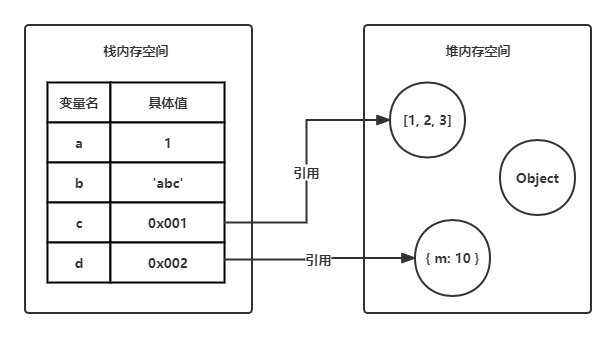 栈内存空间
堆内存空间
变量名 具体值
a 1
b 'abc'
c 0x001
d 0x002
引用
引用
[1, 2, 3]
Object
{ m: 10 }